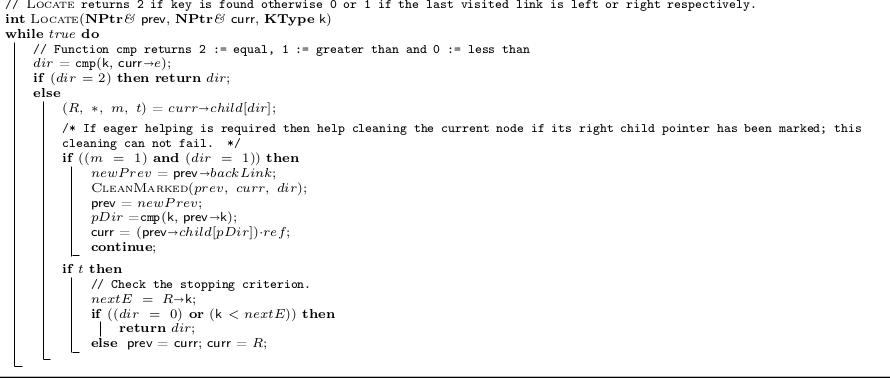 // LOCATE returns 2 if key is found otherwise 0 or 1 if the last visited link is left or right respectively.
int LOCATE(NPtr& prev, NPtr& curr, KType k)
while true do
// Function cmp returns 2 := equal, 1 := greater than and 0 := less than
dir = cmp(k, curr→e);
if (dir = 2) then return dir;
else
(R, *, m, t) = curr→child[dir];
/* If eager helping is required then help cleaning the current node if its right child pointer has been marked; this
cleaning can not fail. */
if ((m = 1) and (dir = 1)) then
newPrev = prev→backLink;
CLEANMARKED(prev, curr, dir);
prev = newPrev;
pDir =cmp(k, prev→k);
curr = (prev→child[pDir])·ref;
continue;
if t then
// Check the stopping criterion.
nextE = R→k;
if ((dir = 0) or (k < nextE)) then
return dir;
else prev = curr; curr = R;